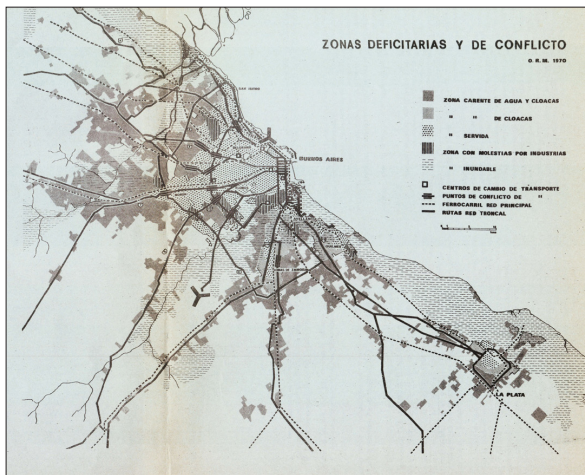 ZONAS DEFICITARIAS Y DE CONFLICTO
O. R. M. 1970
ZONA CARENTE DE AGUA Y CLOACAS
" " DE CLOACAS
" SERVIDA
ZONA CON MOLESTIAS POR INDUSTRIAS
" INUNDABLE
CENTROS DE CAMBIO DE TRANSPORTE
PUNTOS DE CONFLICTO DE "
FERROCARRIL RED PRINCIPAL
RUTAS RED TRONCAL
SAN ISIDRO
BUENOS AIRES
LA PLATA